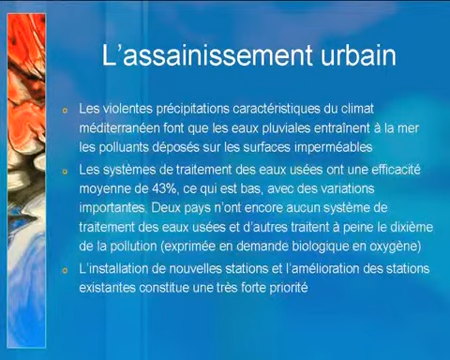 L'assainissement urbain
Les violentes précipitations caractéristiques du climat
méditerranéen font que les eaux pluviales entraînent à la mer
les polluants déposés sur les surfaces imperméables
Les systèmes de traitement des eaux usées ont une efficacité
moyenne de 43%, ce qui est bas, avec des variations
importantes. Deux pays n'ont encore aucun système de
traitement des eaux usées et d'autres traitent à peine le dixième
de la pollution (exprimée en demande biologique en oxygène)
L'installation de nouvelles stations et l'amélioration des stations
existantes constitue une très forte priorité